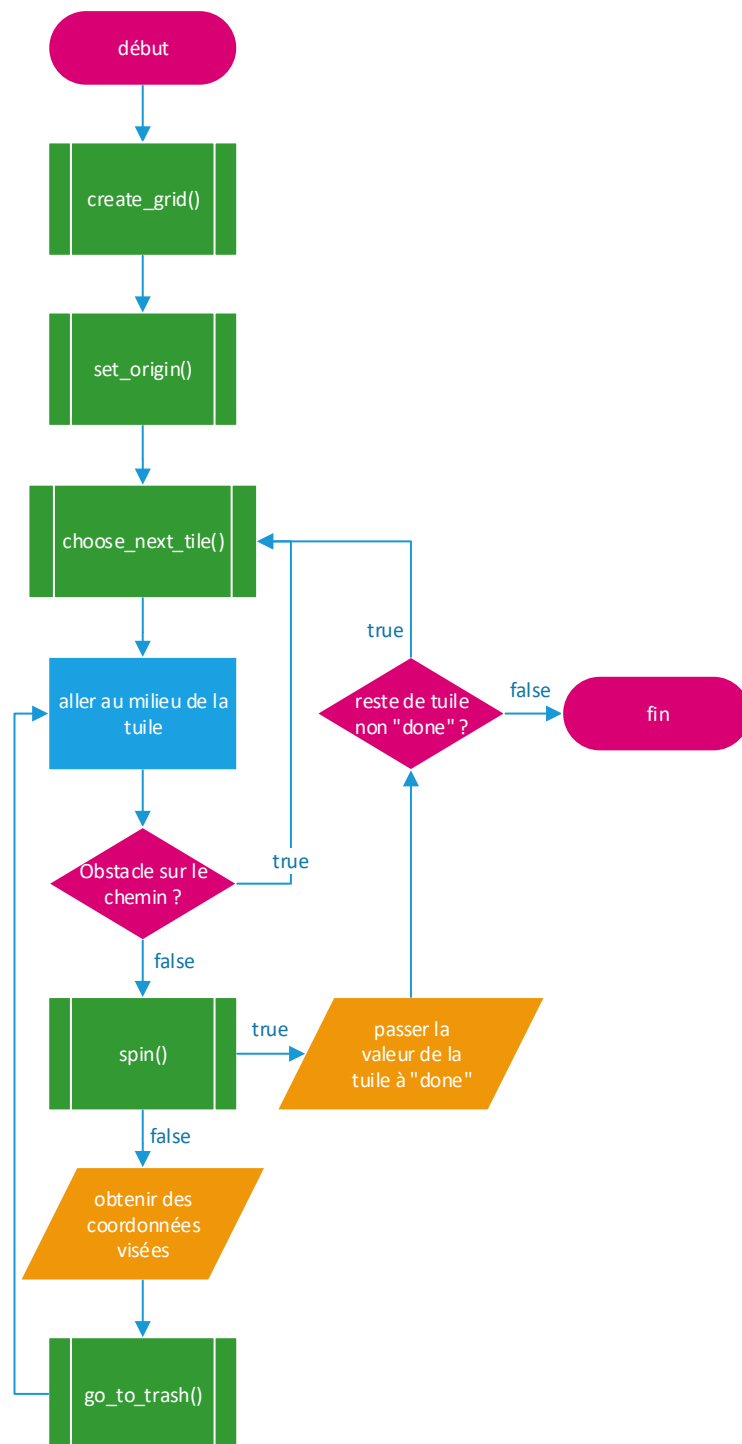 début
create_grid()
set_origin()
choose_next_tile()
true
aller au milieu de la
tuile
reste de tuile
non "done" ?
false
fin
Obstacle sur le
chemin ?
true
false
spin()
true
passer la
valeur de la
tuile à "done"
false
obtenir des
coordonnées
visées
go_to_trash()